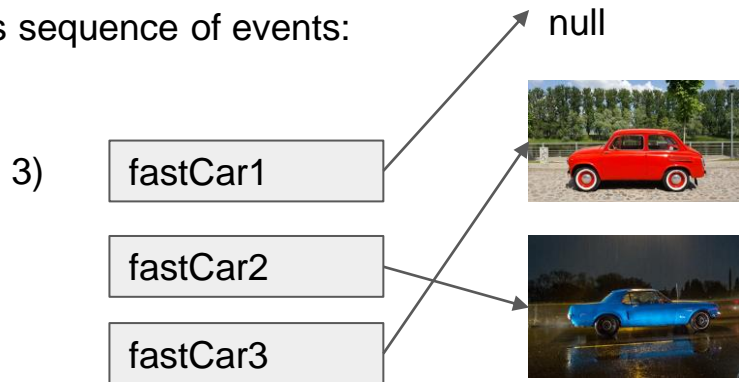 s sequence of events:
null
3)
fastCar1
fastCar2
fastCar3